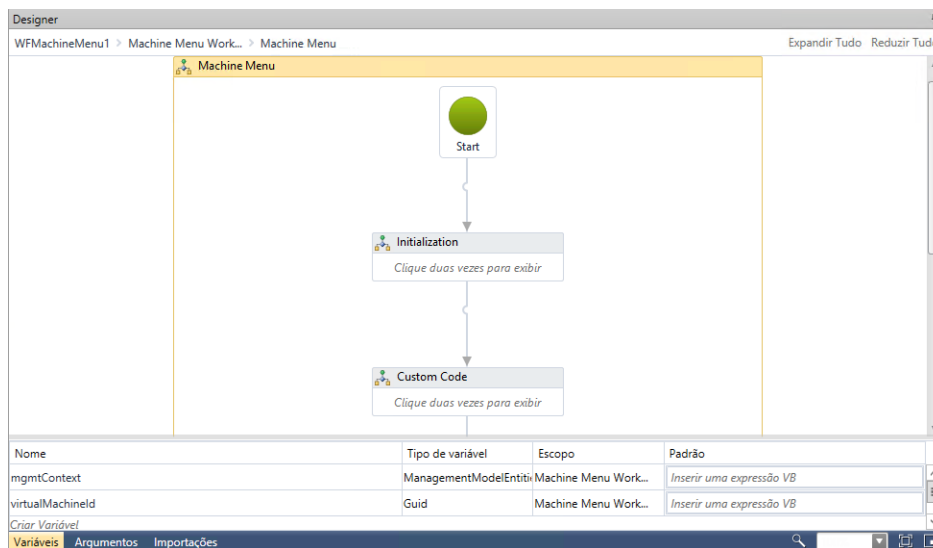 Designer
WFMachineMenu1 > Machine Menu Work... > Machine Menu
Expandir Tudo Reduzir Tud
Machine Menu
Start
Initialization
Clique duas vezes para exibir
Custom Code
Clique duas vezes para exibir
Nome Tipo de variável Escopo Padrão
mgmtContext ManagementModelEntiti Machine Menu Work... Inserir uma expressão VB
virtualMachineId Guid Machine Menu Work... Inserir uma expressão VB
Criar Variável
Variáveis Argumentos Importações